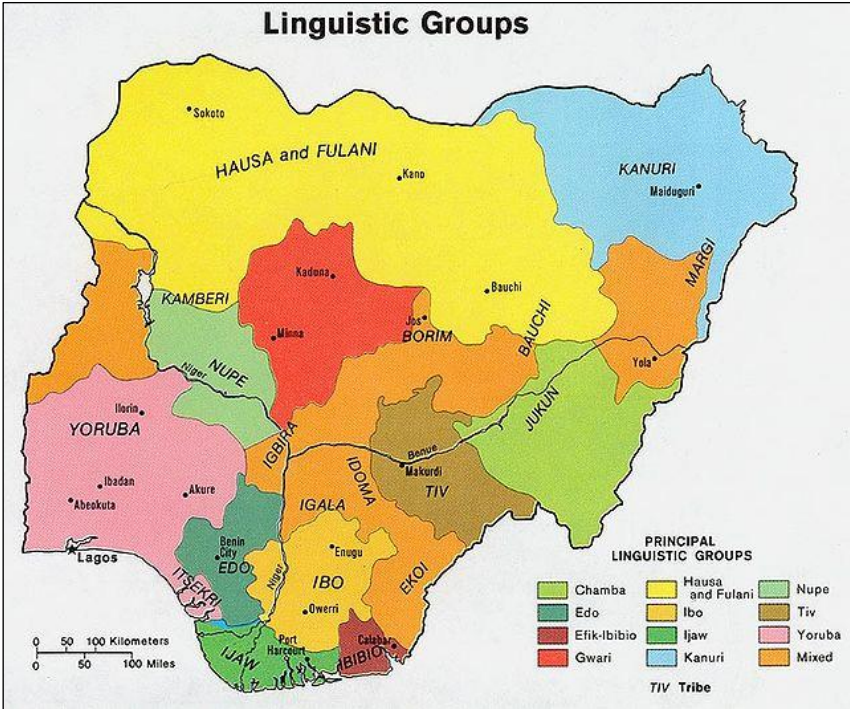 Linguistic Groups
Sokoto
HAUSA and FULANI
Kano
KANURI
Maiduguri
MARGI
Kaduna
KAMBERI
Bauchi
BAUCHI
Jos
BORIM
Minna
NUPE
Niger
Yola
JUKUN
Ilorin
YORUBA
IGBIRA
Benue
Makurdi
TIV
IDOMA
IGALA
Ibadan
Abeokuta
Akure
Lagos
Benin
City
EDO
ITSEKRI
Niger
Enugu
IBO
Owerri
EKOI
IJAW
Port
Harcourt
Calabar
IBIBIO
0 50 100 Kilometers
0 50 100 Miles
PRINCIPAL
LINGUISTIC GROUPS
Chamba
Edo
Efik-Ibibio
Gwari
Hausa
and Fulani
Ibo
Ijaw
Kanuri
Nupe
Tiv
Yoruba
Mixed
TIV Tribe